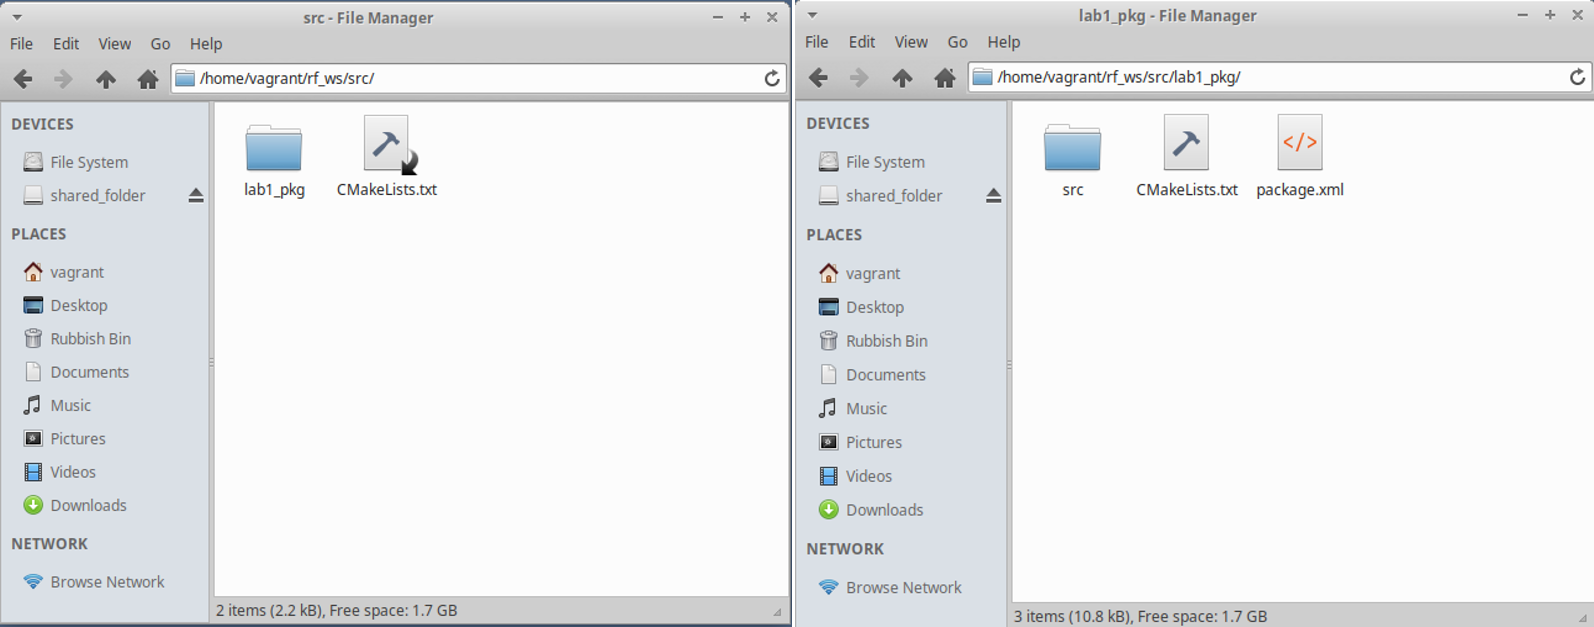 src - File Manager
File Edit View Go Help
/home/vagrant/rf_ws/src/
DEVICES
File System
shared_folder
PLACES
vagrant
Desktop
Rubbish Bin
Documents
Music
Pictures
Videos
Downloads
NETWORK
Browse Network
lab1_pkg
CMakeLists.txt
2 items (2.2 kB), Free space: 1.7 GB
lab1_pkg - File Manager
File Edit View Go Help
/home/vagrant/rf_ws/src/lab1_pkg/
DEVICES
File System
shared_folder
PLACES
vagrant
Desktop
Rubbish Bin
Documents
Music
Pictures
Videos
Downloads
NETWORK
Browse Network
</>
src CMakeLists.txt package.xml
3 items (10.8 kB), Free space: 1.7 GB